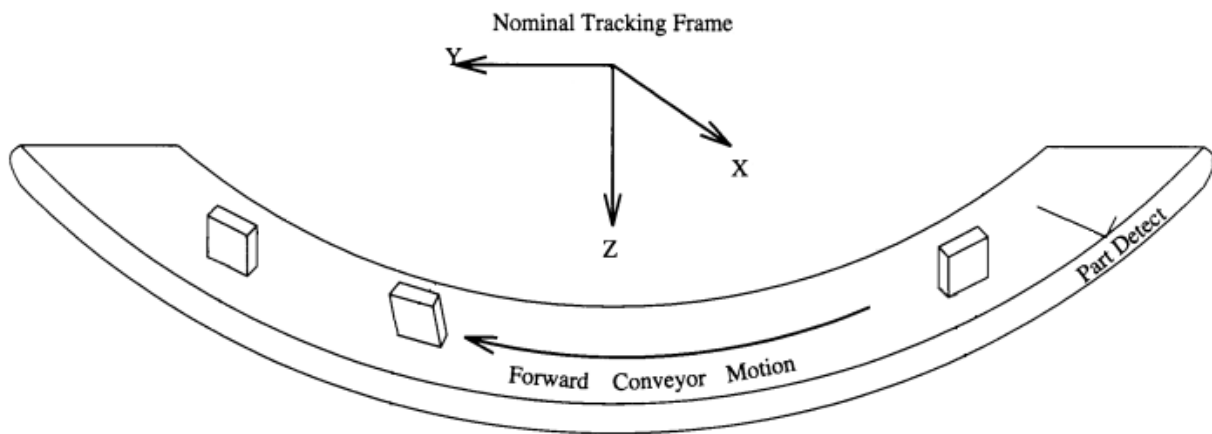 Nominal Tracking Frame
Y
X
Z
Part Detect
Forward Conveyor Motion